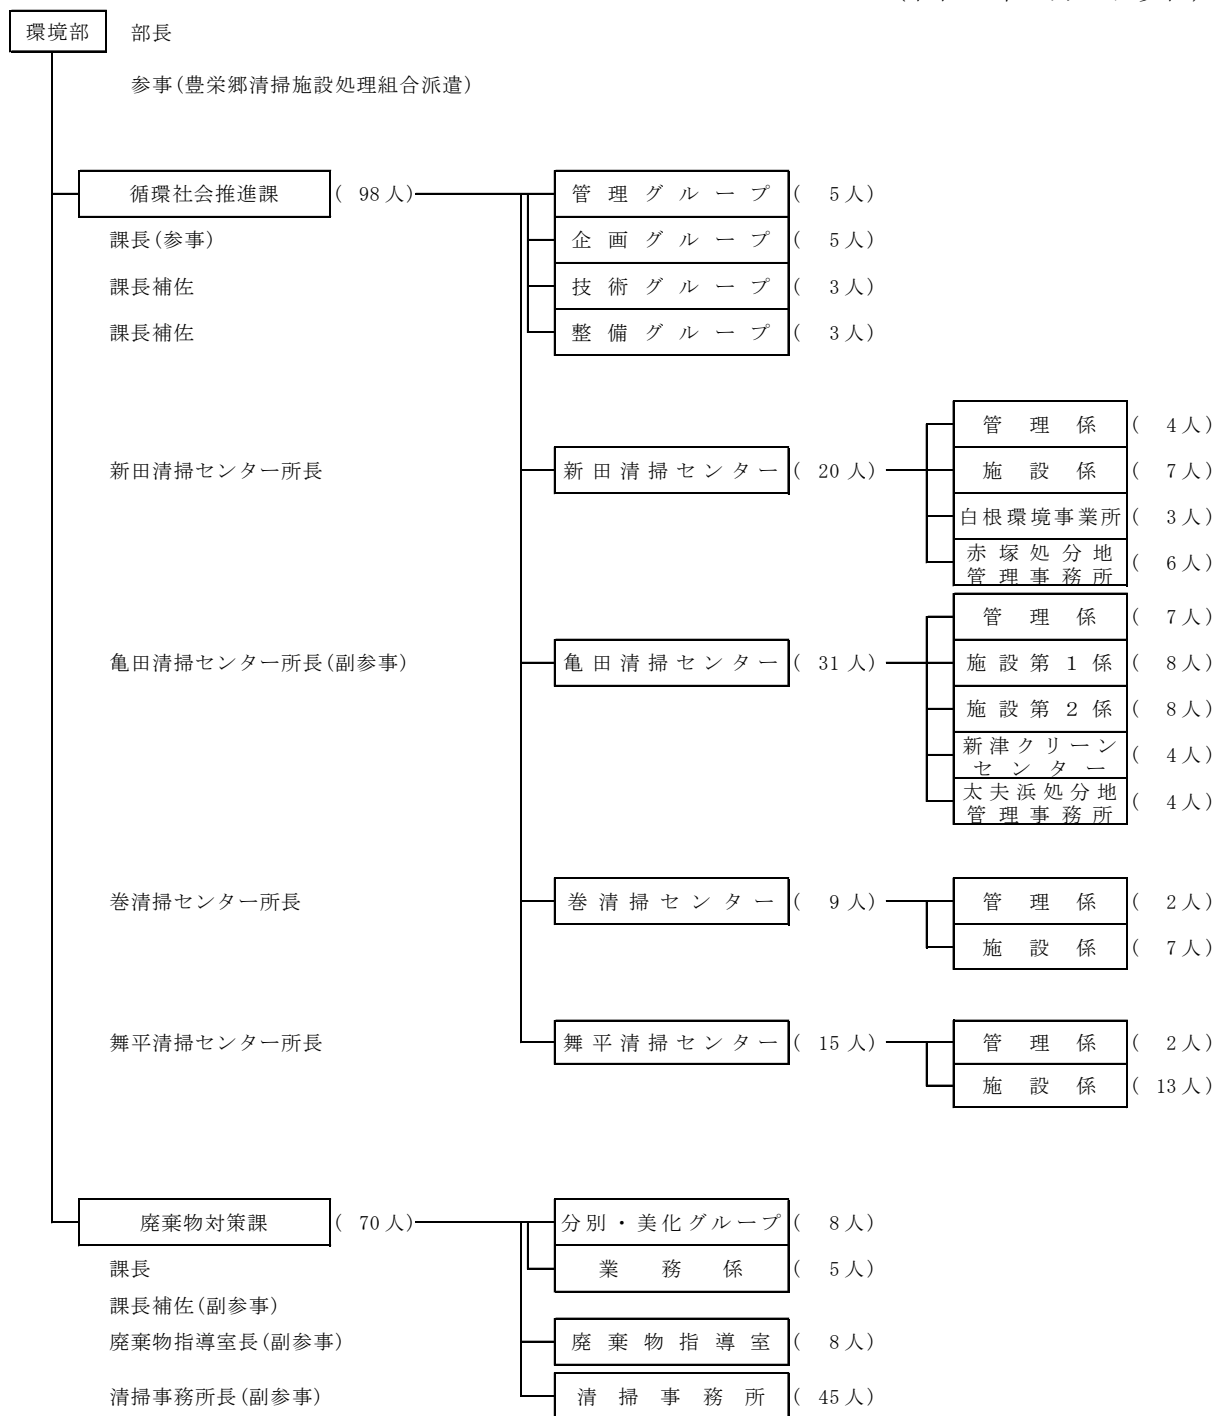 環境部 部長
参事(豊栄郷清掃施設処理組合派遣)
循環社会推進課 ( 98人) 管理グループ ( 5人)
課長(参事) 企画グループ ( 5人)
課長補佐 技術グループ ( 3人)
課長補佐 整備グループ ( 3人)
管理係 ( 4人)
新田清掃センター所長 新田清掃センター ( 20人) 施設係 ( 7人)
白根環境事業所 ( 3人)
赤塚処分地
管理事務所 ( 6人)
管理係 ( 7人)
亀田清掃センター所長(副参事) 亀田清掃センター ( 31人) 施設第1係 ( 8人)
施設第2係 ( 8人)
新津クリーン
センター ( 4人)
太夫浜処分地
管理事務所 ( 4人)
巻清掃センター所長 巻清掃センター ( 9人) 管理係 ( 2人)
施設係 ( 7人)
舞平清掃センター所長 舞平清掃センター ( 15人) 管理係 ( 2人)
施設係 ( 13人)
廃棄物対策課 ( 70人) 分別・美化グループ ( 8人)
課長 業務係 ( 5人)
課長補佐(副参事)
廃棄物指導室長(副参事) 廃棄物指導室 ( 8人)
清掃事務所長(副参事) 清掃事務所 ( 45人)